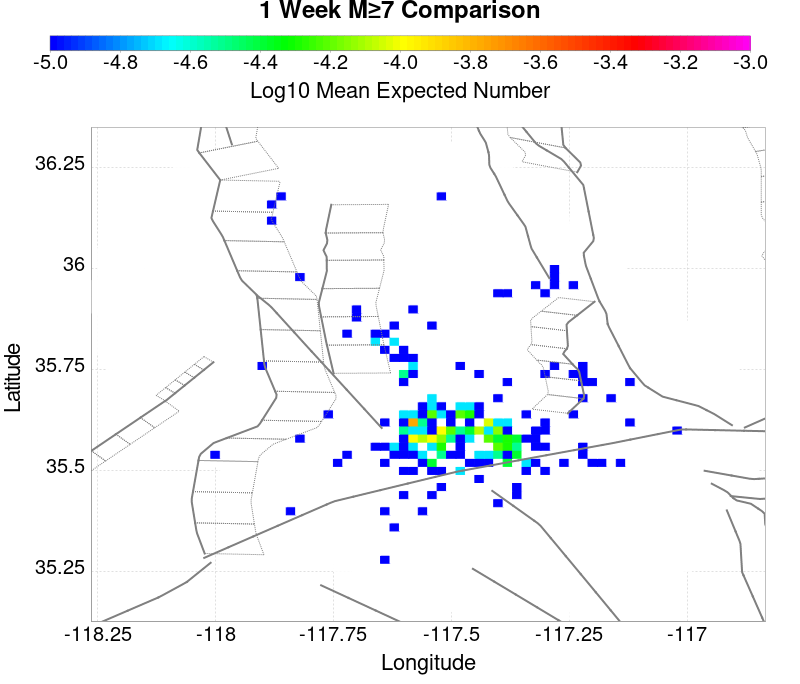 1 Week M≥7 Comparison
-5.0 -4.8 -4.6 -4.4 -4.2 -4.0 -3.8 -3.6 -3.4 -3.2 -3.0
Log10 Mean Expected Number
36.25
36
35.75
35.5
35.25
Latitude
-118.25 -118 -117.75 -117.5 -117.25 -117
Longitude